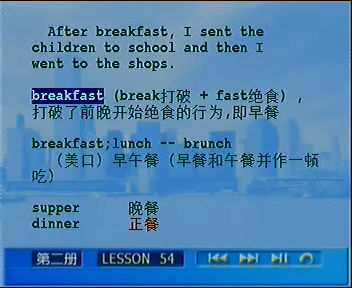 After breakfast, I sent the
children to school and then I
went to the shops.
breakfast (break打破 + fast绝食) ,
打破了前晚开始绝食的行为,即早餐
breakfast;lunch -- brunch
(美口) 早午餐 (早餐和午餐并作一顿
吃)
supper 晚餐
dinner 正餐
第二册 LESSON 54